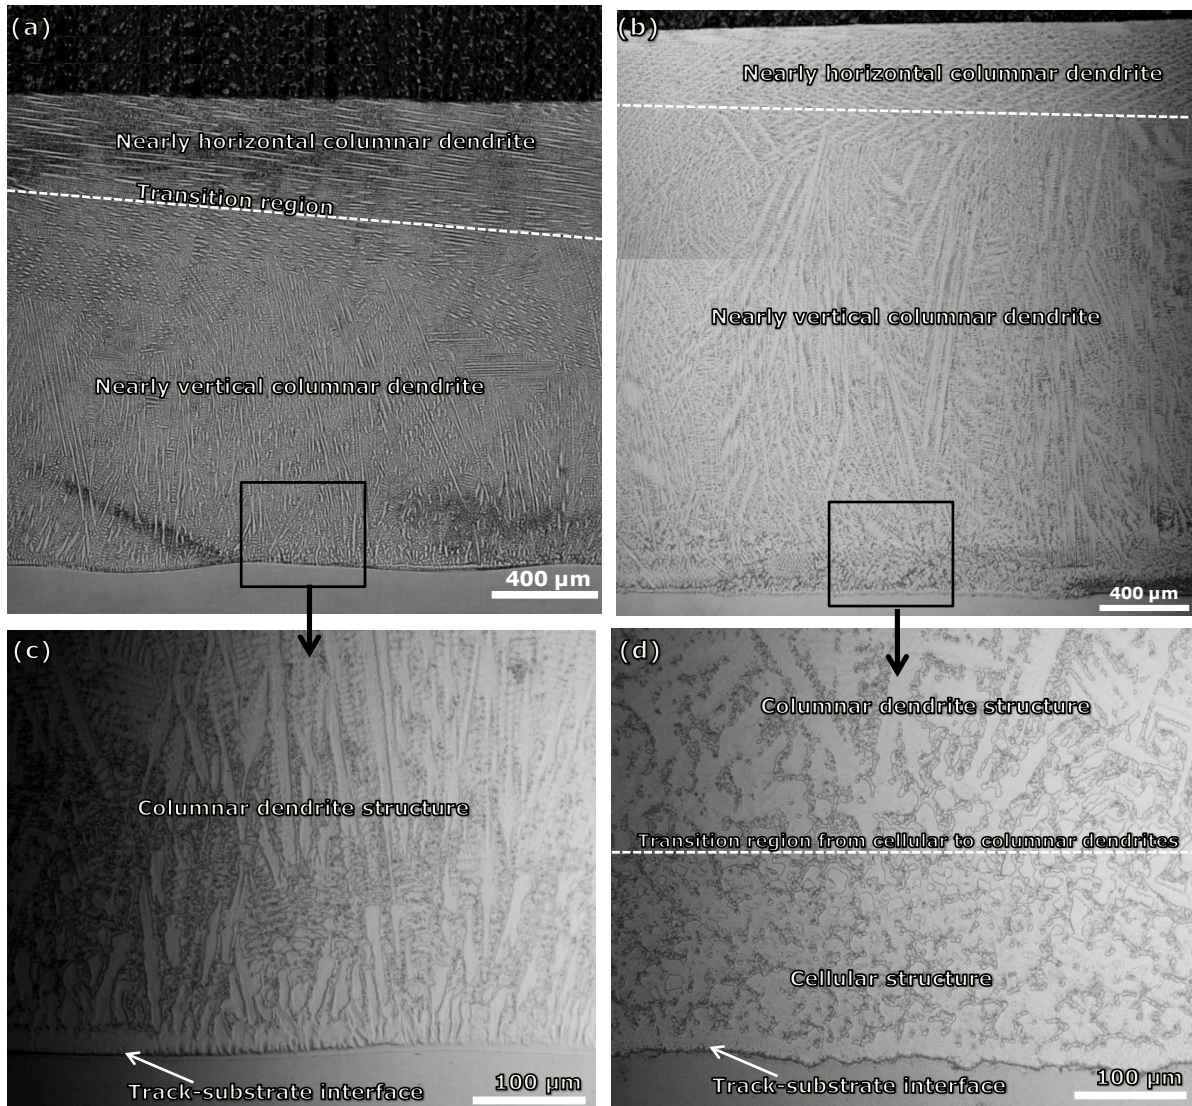 (a)
Nearly horizontal columnar dendrite
Transition region
Nearly vertical columnar dendrite
400 µm
(b)
Nearly horizontal columnar dendrite
Nearly vertical columnar dendrite
400 µm
(c)
Columnar dendrite structure
Track-substrate interface
100 µm
(d)
Columnar dendrite structure
Transition region from cellular to columnar dendrites
Cellular structure
Track-substrate interface
100 µm